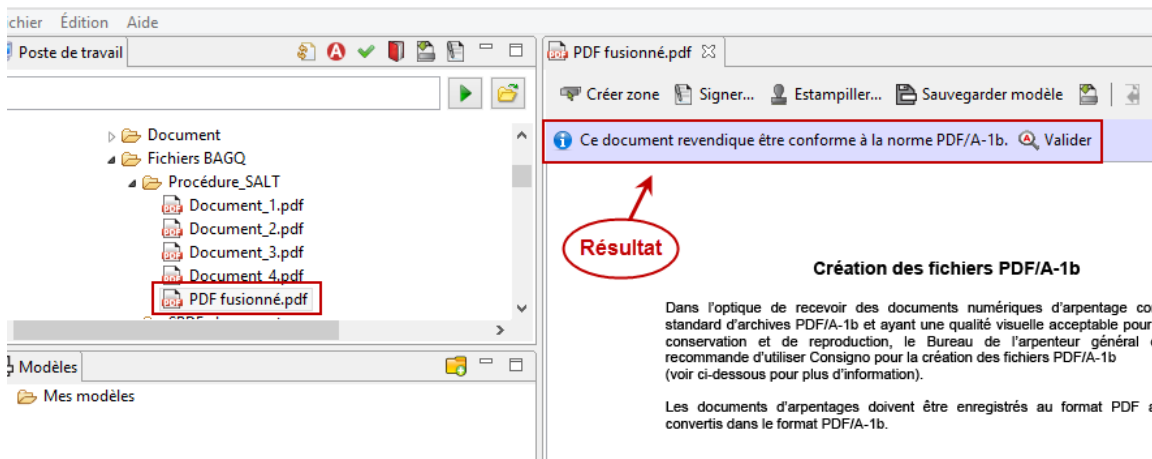 Édition Aide
Poste de travail
PDF fusionné.pdf
Créer zone Signer... Estampiller... Sauvegarder modèle
Ce document revendique être conforme à la norme PDF/A-1b. Valider
Document
Fichiers BAGQ
Procédure_SALT
Document_1.pdf
Document_2.pdf
Document_3.pdf
Document_4.pdf
PDF fusionné.pdf
Résultat
Création des fichiers PDF/A-1b
Dans l'optique de recevoir des documents numériques d'arpentage
standard d'archives PDF/A-1b et ayant une qualité visuelle acceptable pour
conservation et de reproduction, le Bureau de l'arpenteur général
recommande d'utiliser Consigno pour la création des fichiers PDF/A-1b
(voir ci-dessous pour plus d'information).
Les documents d'arpentages doivent être enregistrés au format PDF
convertis dans le format PDF/A-1b.
Modèles
Mes modèles